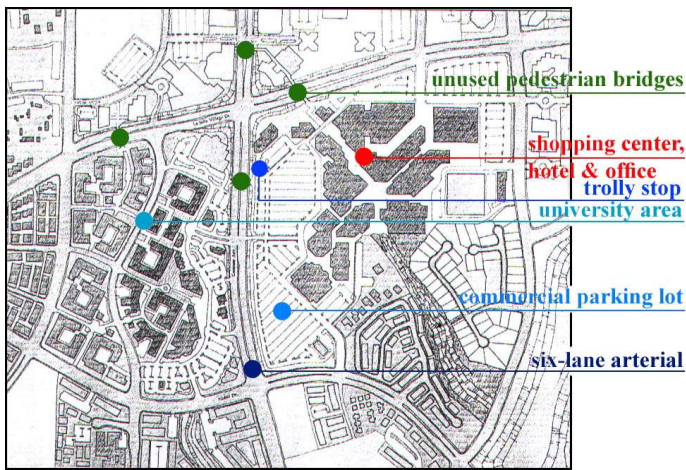 unused pedestrian bridges
shopping center,
hotel & office
trolly stop
university area
commercial parking lot
six-lane arterial